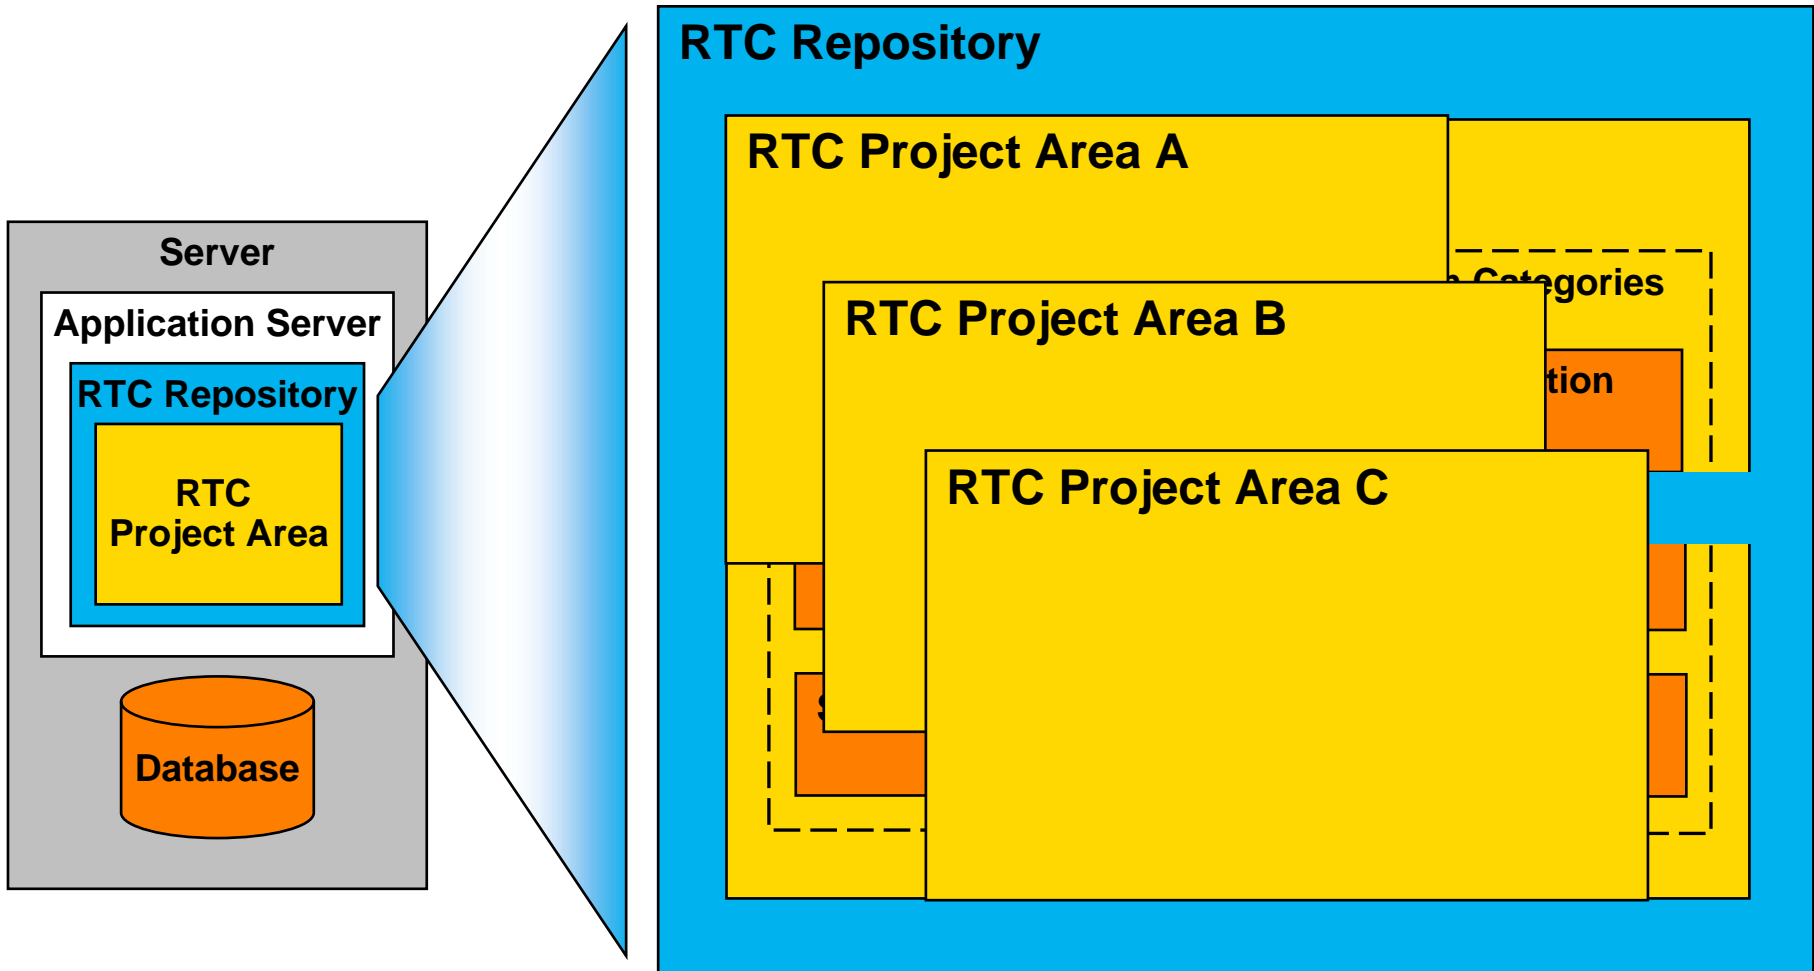 Server
Application Server
RTC Repository
RTC
Project Area
Database
RTC Repository
RTC Project Area A
Categories
RTC Project Area B
RTC Project Area C